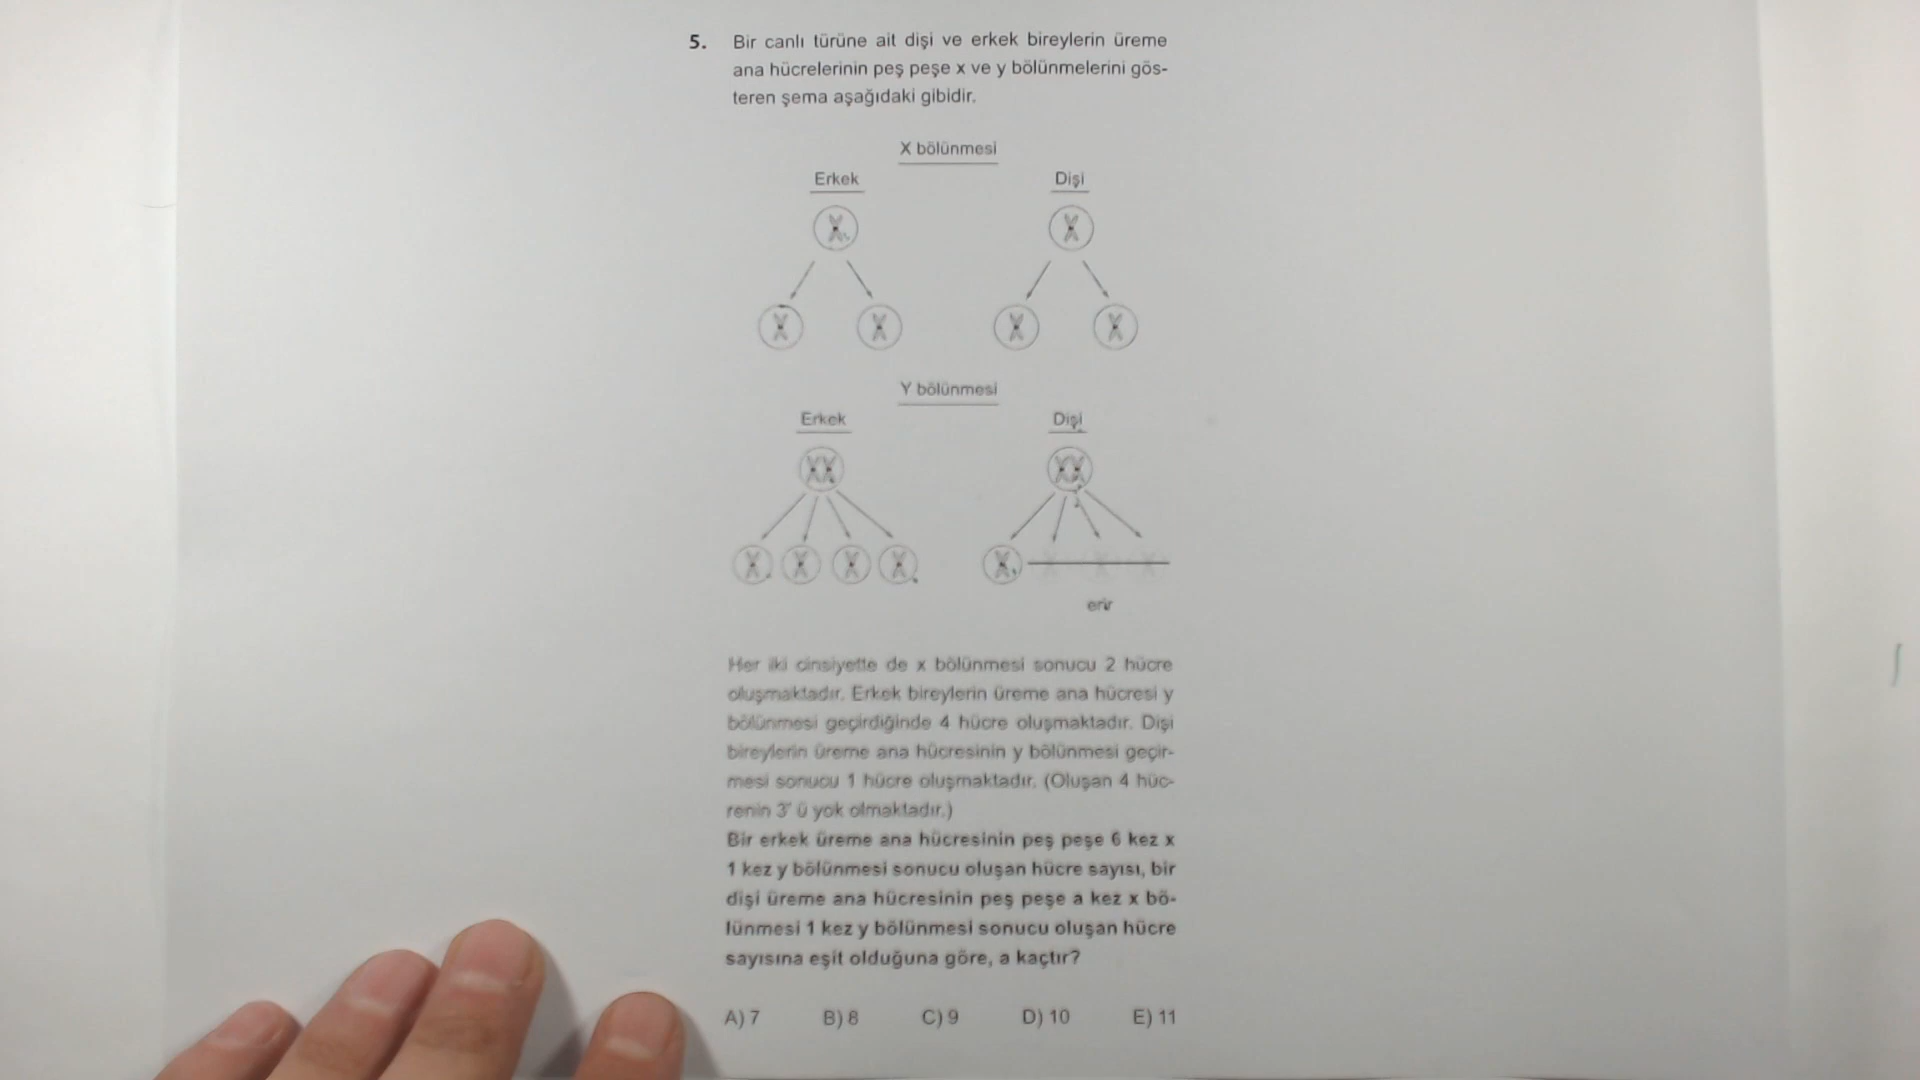 5. Bir canlı türüne ait dişi ve erkek bireylerin üreme
ana hücrelerinin peş peşe x ve y bölünmelerini gös-
teren şema aşağıdaki gibidir.
X bölünmesi
Erkek Dişi
Y bölünmesi
Erkek Dişi
erir
Her iki cinsiyette de x bölünmesi sonucu 2 hücre
oluşmaktadır. Erkek bireylerin üreme ana hücresi y
bölünmesi geçirdiğinde 4 hücre oluşmaktadır. Dişi
bireylerin üreme ana hücresinin y bölünmesi geçir-
mesi sonucu 1 hücre oluşmaktadır. (Oluşan 4 hüc-
renin 3' ü yok olmaktadır.)
Bir erkek üreme ana hücresinin peş peşe 6 kez x
1 kez y bölünmesi sonucu oluşan hücre sayısı, bir
dişi üreme ana hücresinin peş peşe a kez x bö-
lünmesi 1 kez y bölünmesi sonucu oluşan hücre
sayısına eşit olduğuna göre, a kaçtır?
A) 7 B) 8 C) 9 D) 10 E) 11